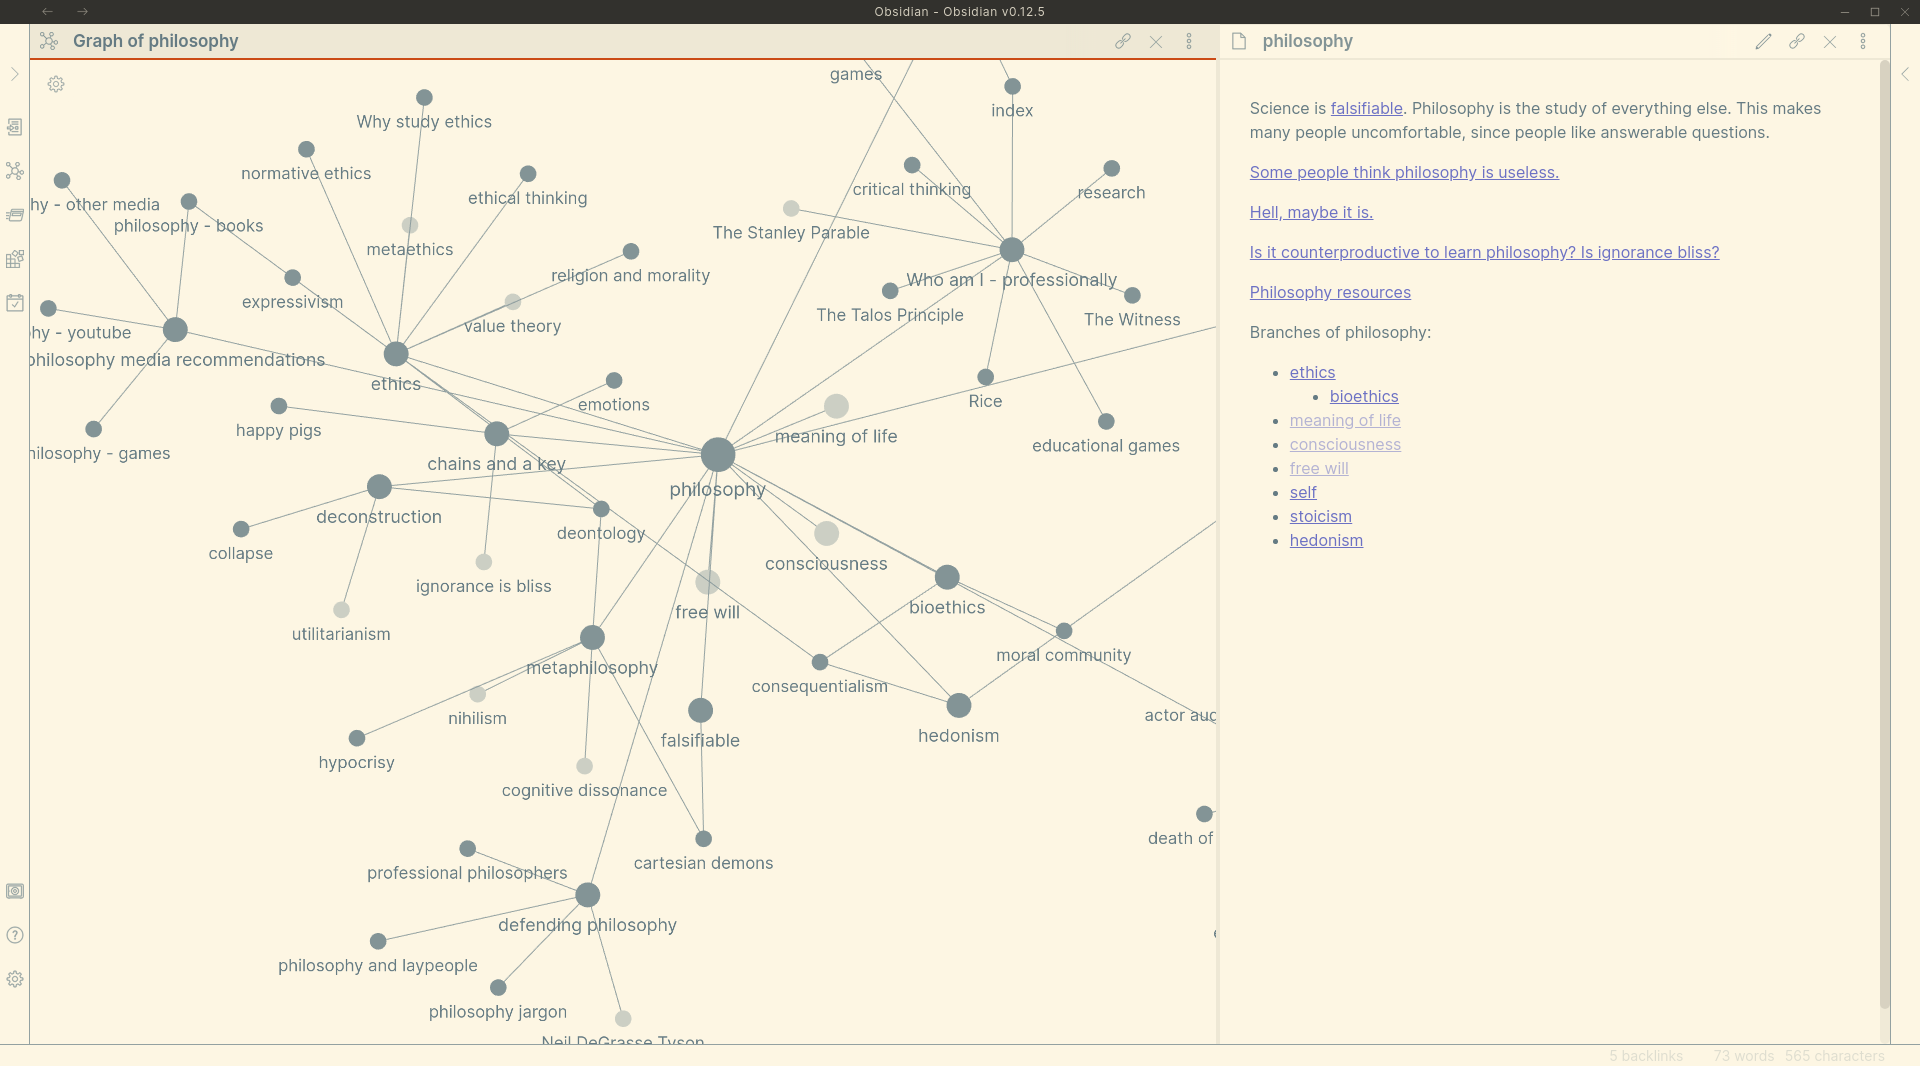 Obsidian - Obsidian v0.12.5
Graph of philosophy
philosophy
games
index
Why study ethics
normative ethics
ethical thinking
critical thinking
research
hy - other media
philosophy - books
metaethics
The Stanley Parable
religion and morality
Who am I - professionally
expressivism
value theory
The Talos Principle
The Witness
hy - youtube
philosophy media recommendations
ethics
emotions
Rice
happy pigs
meaning of life
educational games
hilosophy - games
chains and a key
philosophy
deconstruction
deontology
collapse
consciousness
ignorance is bliss
free will
bioethics
utilitarianism
moral community
metaphilosophy
consequentialism
nihilism
actor aud
falsifiable
hedonism
hypocrisy
cognitive dissonance
death of
cartesian demons
professional philosophers
defending philosophy
philosophy and laypeople
philosophy jargon
Neil DeGrasse Tyson
Science is falsifiable. Philosophy is the study of everything else. This makes
many people uncomfortable, since people like answerable questions.
Some people think philosophy is useless.
Hell, maybe it is.
Is it counterproductive to learn philosophy? Is ignorance bliss?
Philosophy resources
Branches of philosophy:
ethics
bioethics
meaning of life
consciousness
free will
self
stoicism
hedonism
5 backlinks 73 words 565 characters